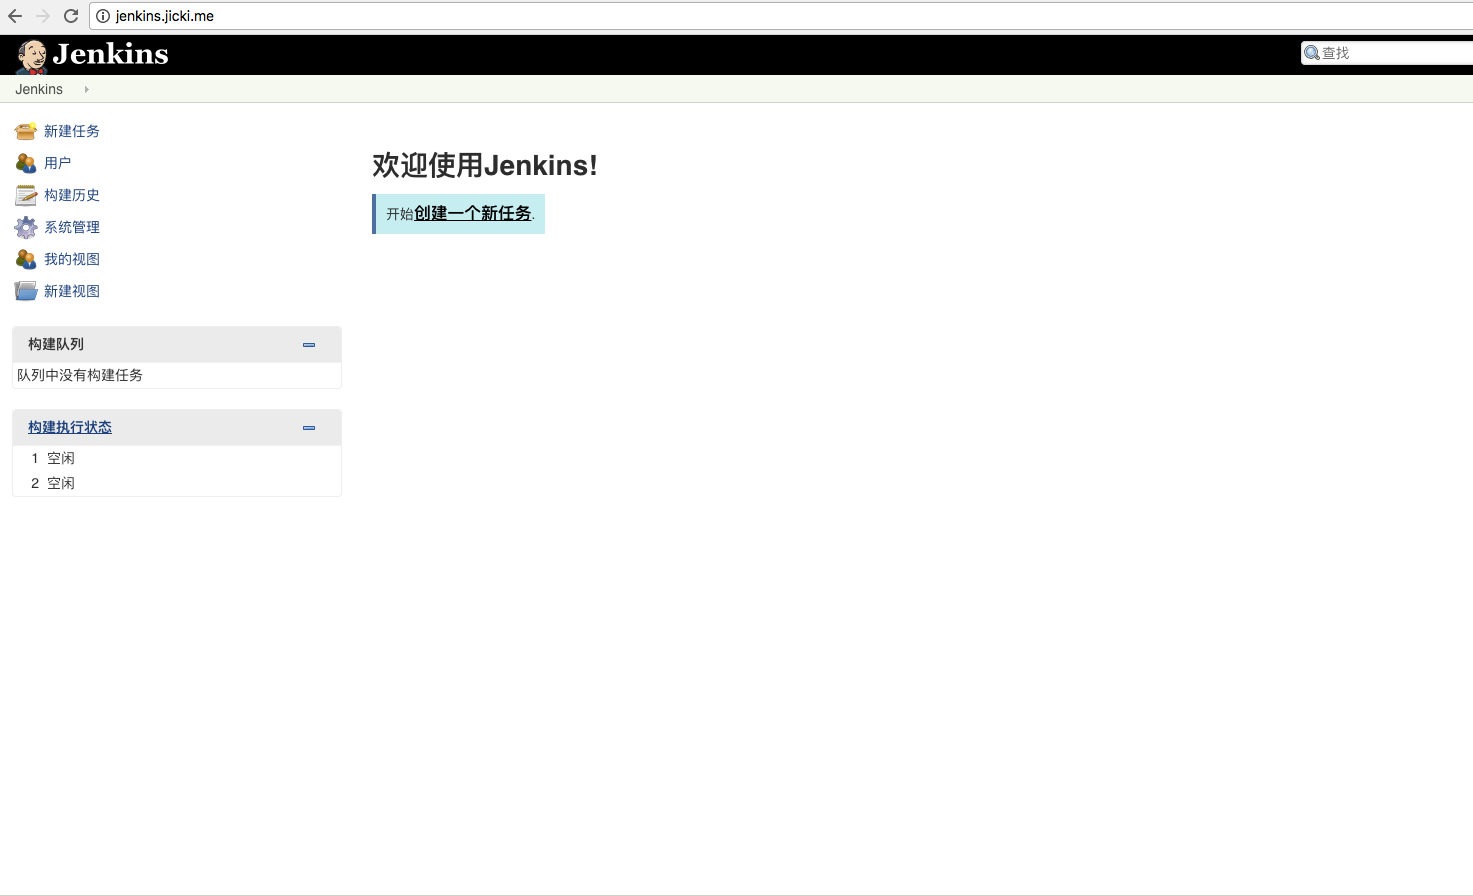 jenkins.jicki.me
Jenkins
查找
Jenkins
新建任务
用户
构建历史
系统管理
我的视图
新建视图
构建队列
队列中没有构建任务
构建执行状态
1 空闲
2 空闲
欢迎使用Jenkins!
开始创建一个新任务.